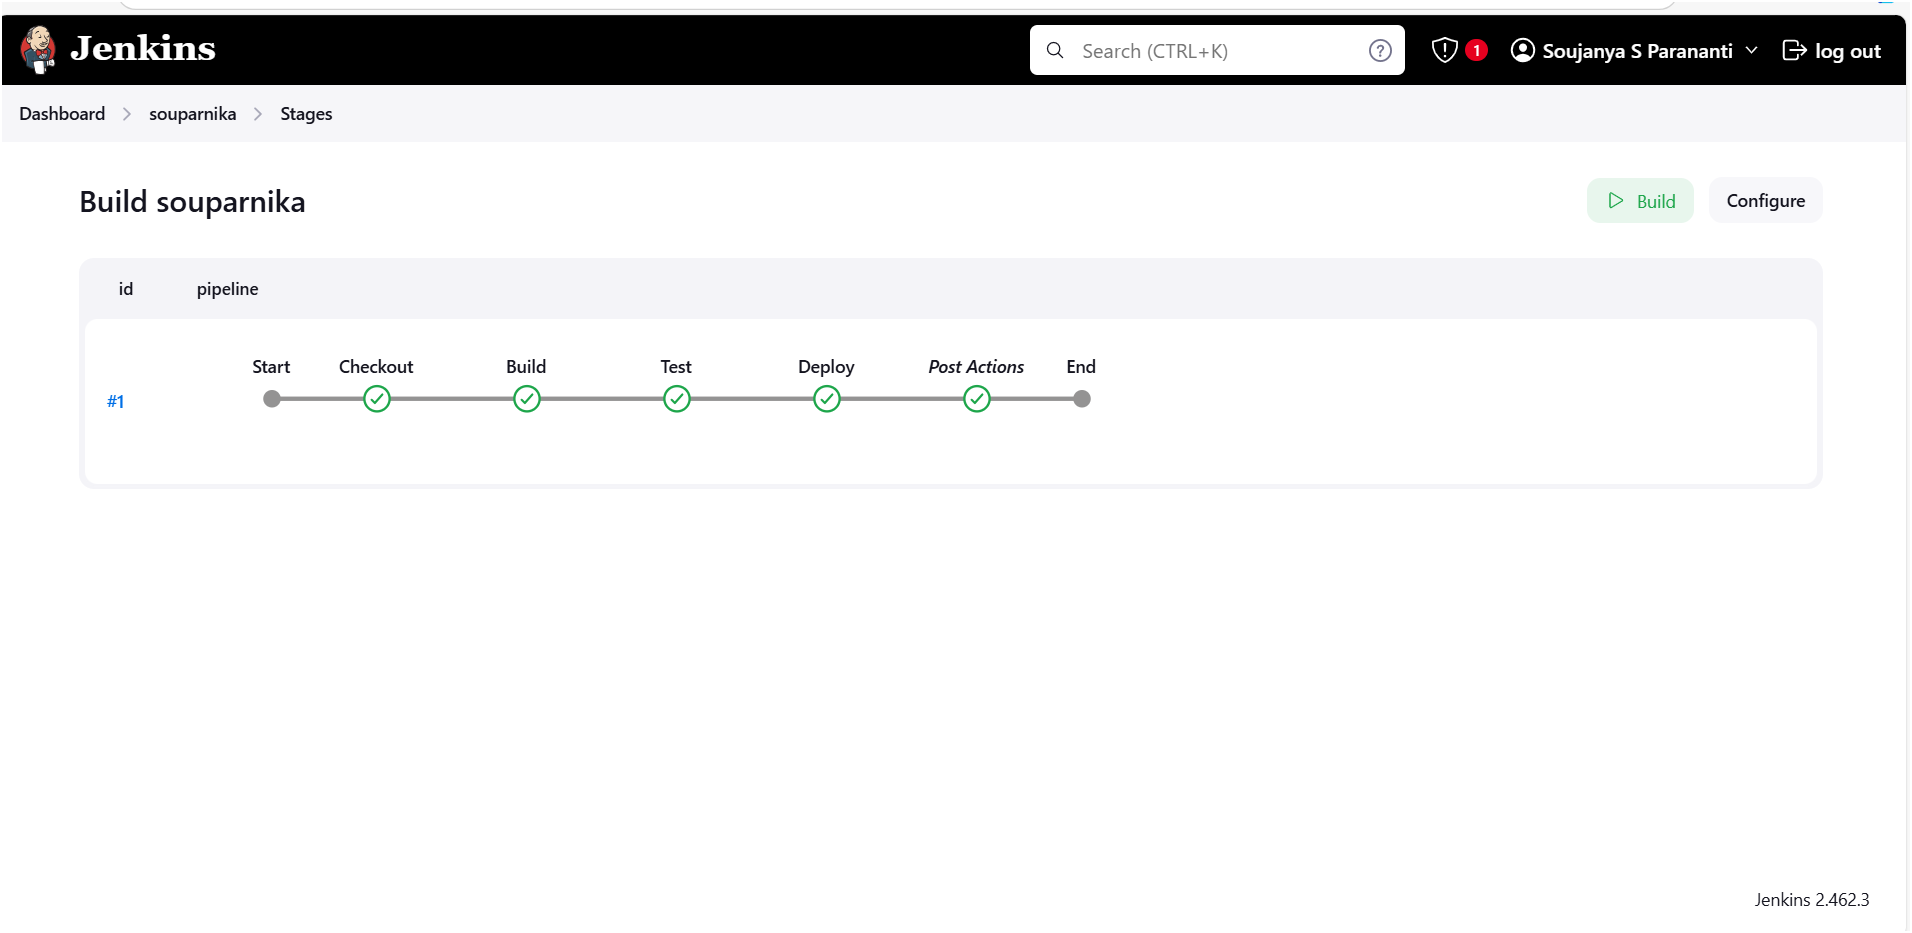 Jenkins
Search (CTRL+K)
?
1
Soujanya S Parananti
log out
Dashboard
souparnika
Stages
Build souparnika
Build
Configure
id pipeline
Start Checkout Build Test Deploy Post Actions End
#1
Jenkins 2.462.3